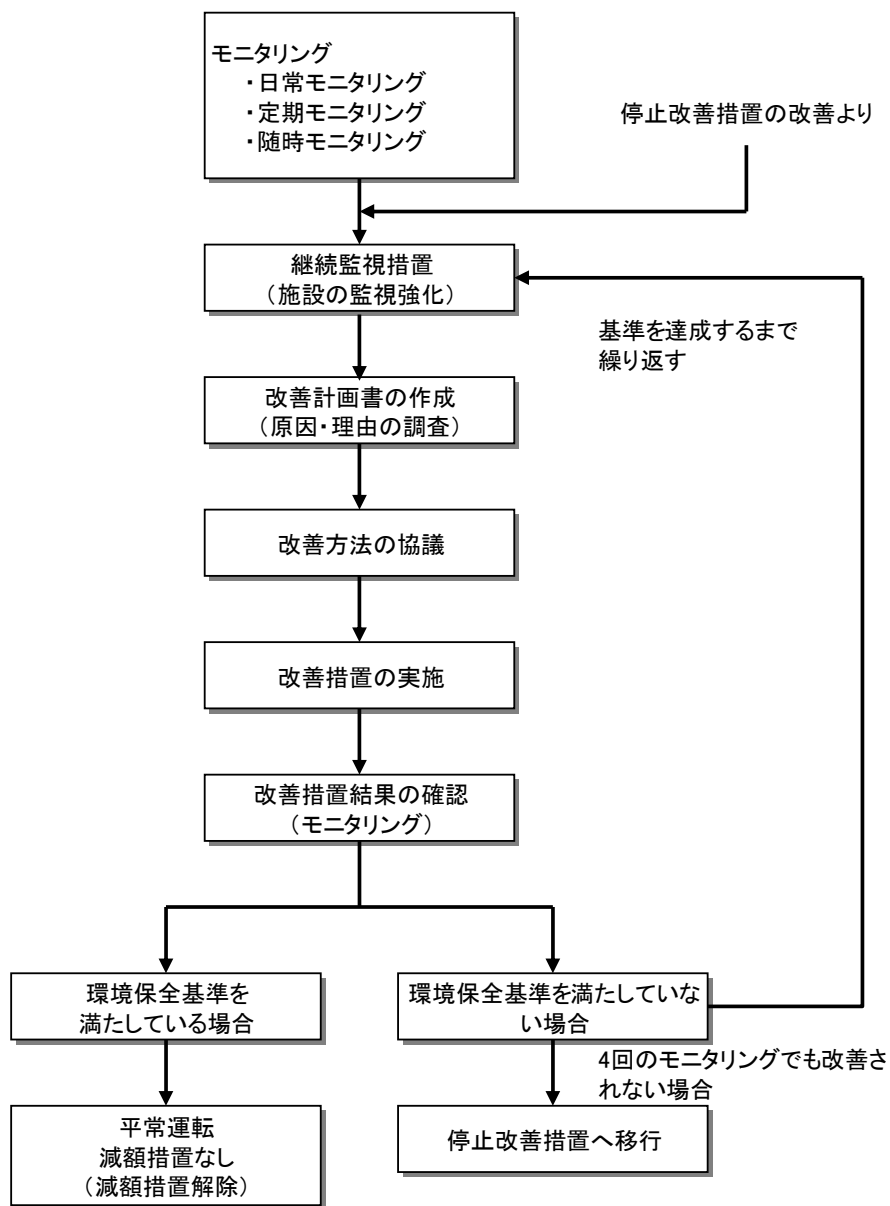 モニタリング
・日常モニタリング
・定期モニタリング
・随時モニタリング
停止改善措置の改善より
継続監視措置
（施設の監視強化）
基準を達成するまで
繰り返す
改善計画書の作成
（原因・理由の調査）
改善方法の協議
改善措置の実施
改善措置結果の確認
（モニタリング）
環境保全基準を
満たしている場合
環境保全基準を満たしていな
い場合
4回のモニタリングでも改善さ
れない場合
平常運転
減額措置なし
（減額措置解除）
停止改善措置へ移行